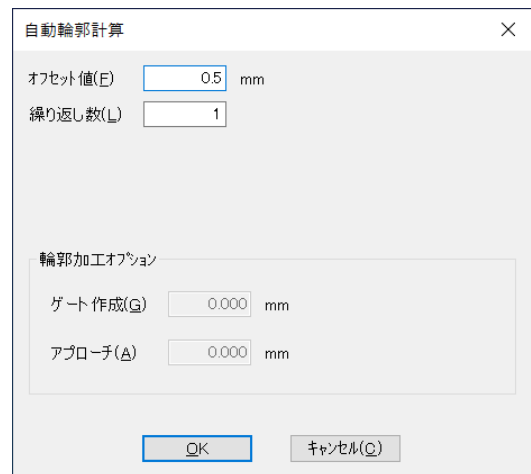 自動輪郭計算
オフセット値(F) 0.5 mm
繰り返し数(L) 1
輪郭加工オプション
ゲート作成(G) 0.000 mm
アプローチ(A) 0.000 mm
OK キャンセル(C)